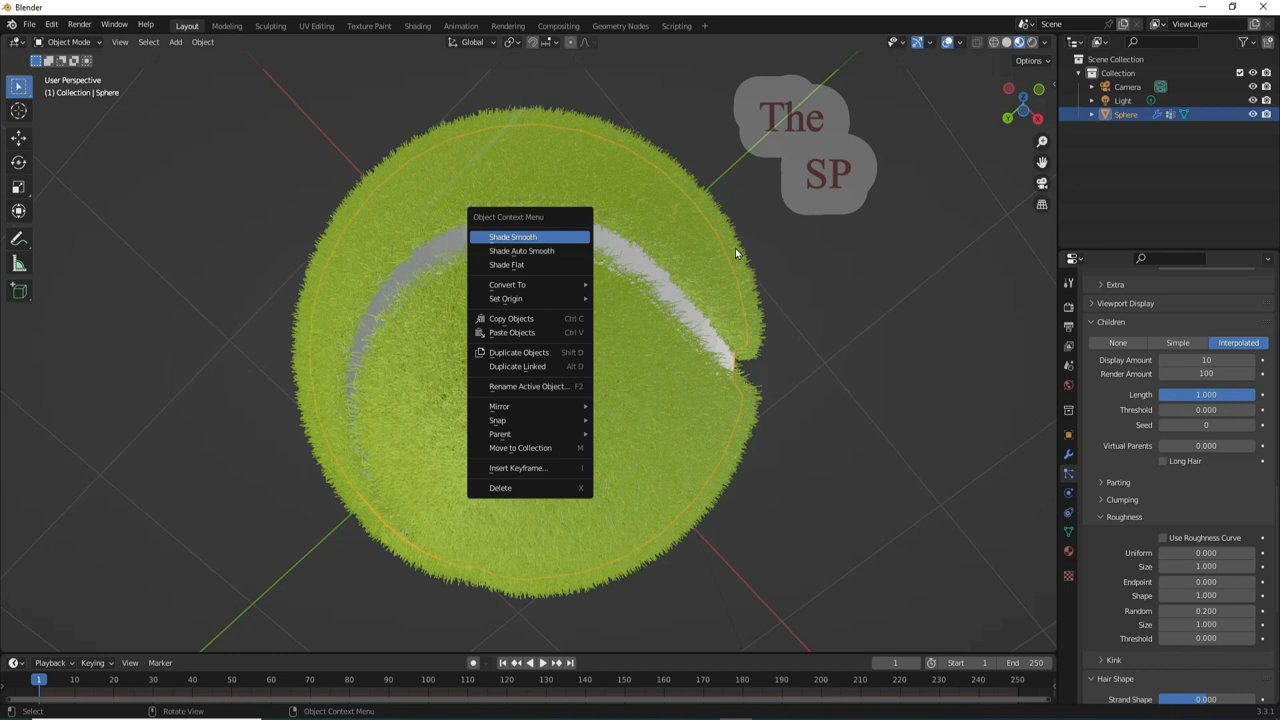 Blender
File Edit Render Window Help Layout Modeling Sculpting UV Editing Texture Paint Shading Animation Rendering Compositing Geometry Nodes Scripting + Scene ViewLayer
Object Mode View Select Add Object Global
Options
User Perspective
(1) Collection | Sphere
The
SP
X
Y
Z
Object Context Menu
Shade Smooth
Shade Auto Smooth
Shade Flat
Convert To
Set Origin
Copy Objects Ctrl C
Paste Objects Ctrl V
Duplicate Objects Shift D
Duplicate Linked Alt D
Rename Active Object... F2
Mirror
Snap
Parent
Move to Collection M
Insert Keyframe... I
Delete X
Scene Collection
Collection
Camera
Light
Sphere
Extra
Viewport Display
Children
None Simple Interpolated
Display Amount 10
Render Amount 100
Length 1.000
Threshold 0.000
Seed 0
Virtual Parents 0.000
Long Hair
Parting
Clumping
Roughness
Use Roughness Curve
Uniform 0.000
Size 1.000
Endpoint 0.000
Shape 1.000
Random 0.200
Size 1.000
Threshold 0.000
Kink
Hair Shape
Strand Shape 0.000
Playback Keying View Marker 1 Start 1 End 250
1 10 20 30 40 50 60 70 80 90 100 110 120 130 140 150 160 170 180 190 200 210 220 230 240 250
Select Rotate View Object Context Menu 3.3.1